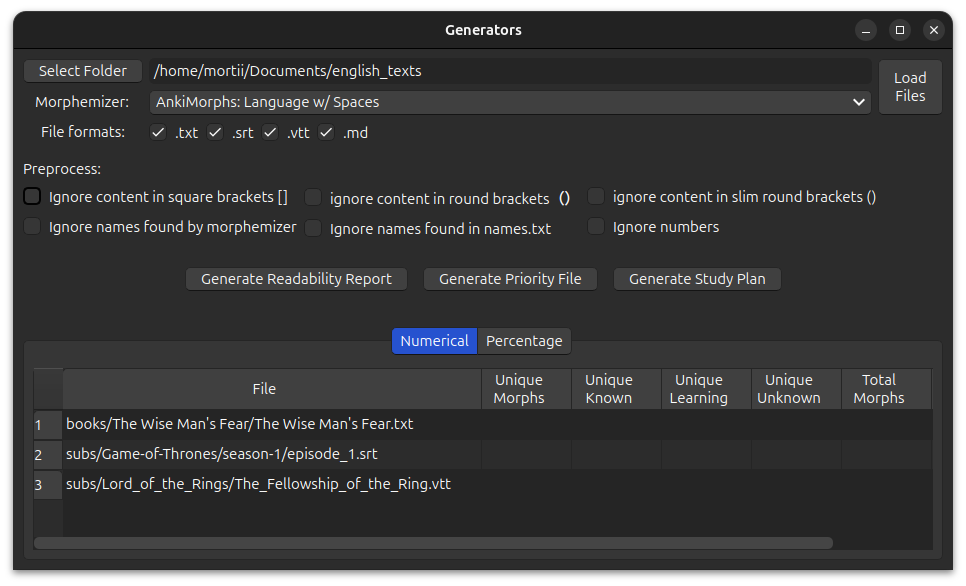 Generators
Select Folder /home/mortii/Documents/english_texts
Load
Files
Morphemizer: AnkiMorphs: Language w/ Spaces
File formats: .txt .srt .vtt .md
Preprocess:
Ignore content in square brackets [] ignore content in round brackets （） ignore content in slim round brackets ()
Ignore names found by morphemizer Ignore names found in names.txt Ignore numbers
Generate Readability Report Generate Priority File Generate Study Plan
Numerical Percentage
File Unique Morphs Unique Known Unique Learning Unique Unknown Total Morphs
1 books/The Wise Man's Fear/The Wise Man's Fear.txt
2 subs/Game-of-Thrones/season-1/episode_1.srt
3 subs/Lord_of_the_Rings/The_Fellowship_of_the_Ring.vtt